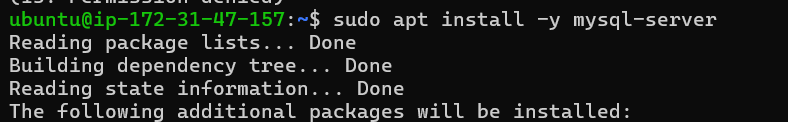 ubuntu@ip-172-31-47-157:~$ sudo apt install -y mysql-server
Reading package lists... Done
Building dependency tree... Done
Reading state information... Done
The following additional packages will be installed: